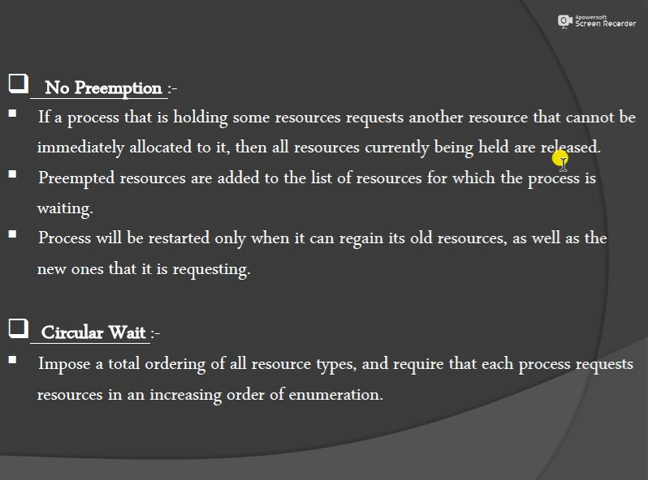 Apowersoft
Screen Recorder
No Preemption :-
If a process that is holding some resources requests another resource that cannot be
immediately allocated to it, then all resources currently being held are released.
Preempted resources are added to the list of resources for which the process is
waiting.
Process will be restarted only when it can regain its old resources, as well as the
new ones that it is requesting.
Circular Wait :-
Impose a total ordering of all resource types, and require that each process requests
resources in an increasing order of enumeration.